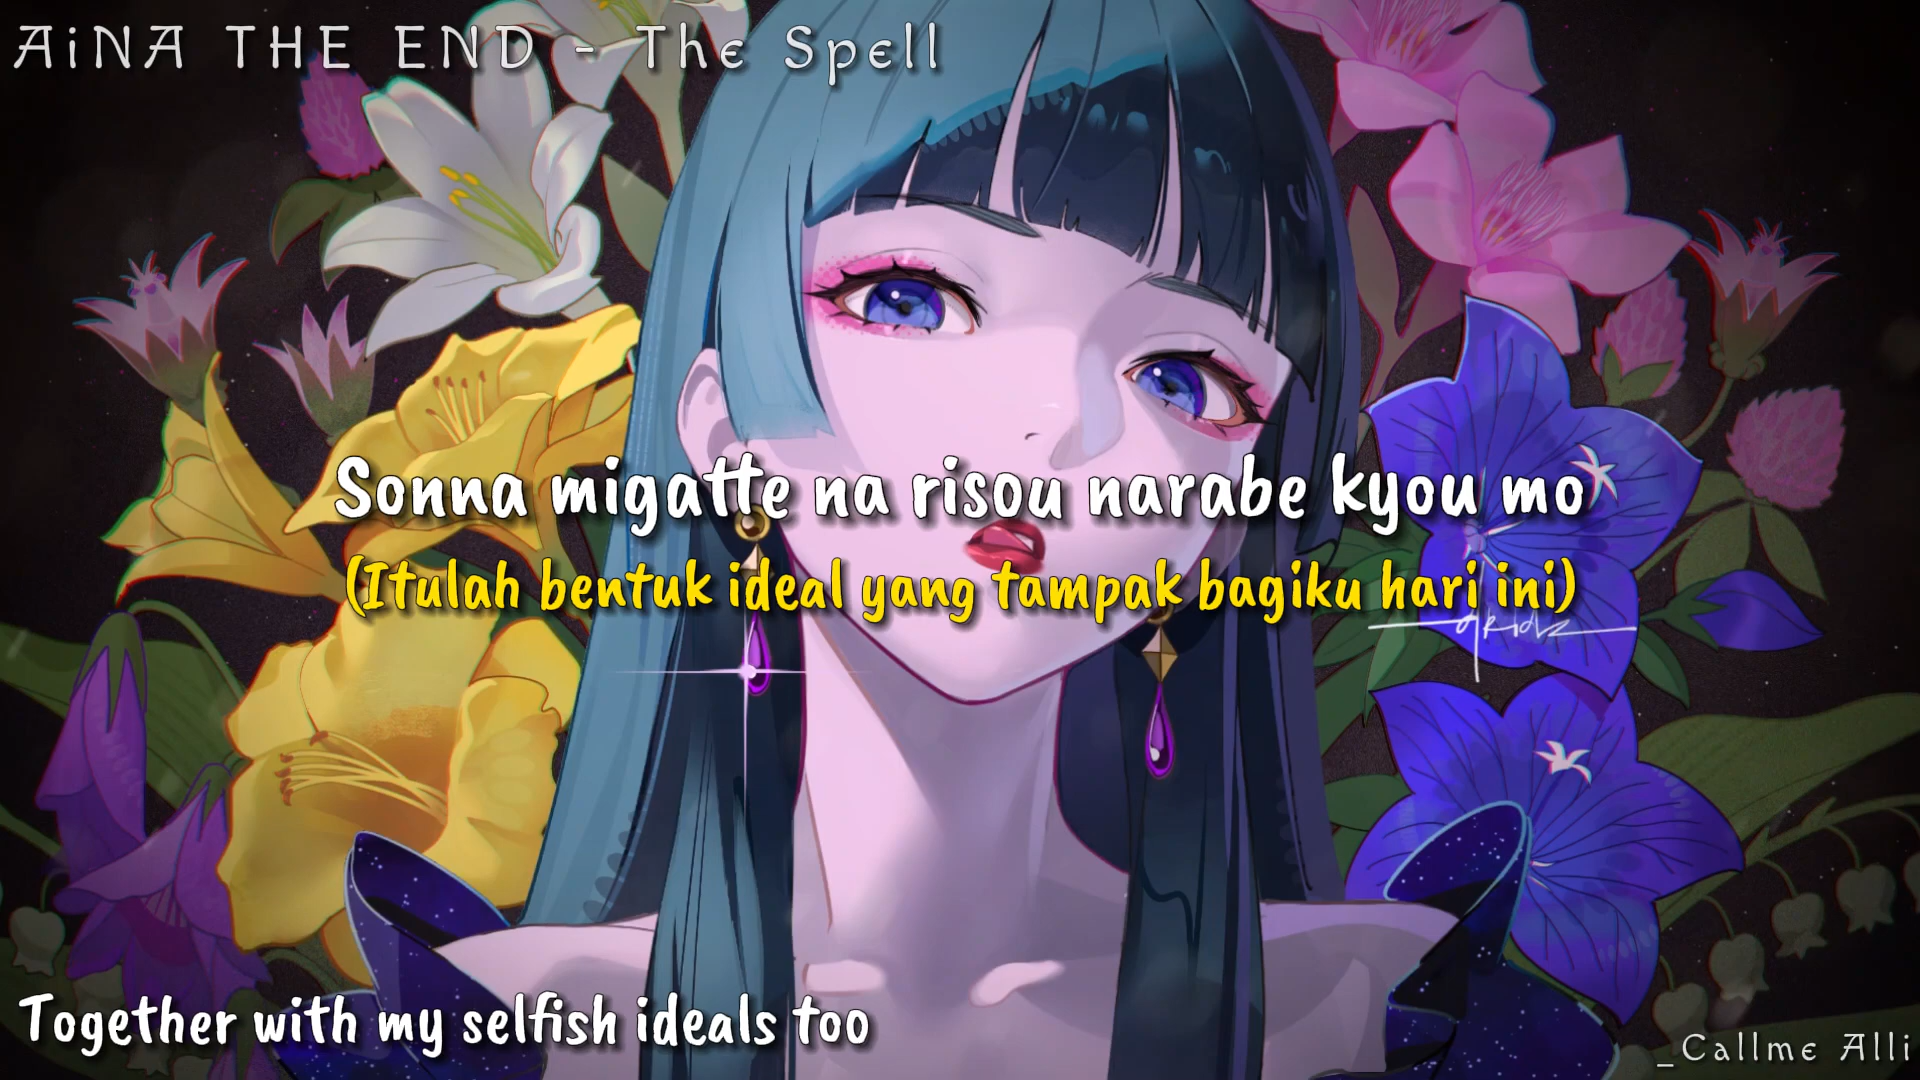 AiNA THE END - The Spell
Sonna migatte na risou narabe kyou mo
(Itulah bentuk ideal yang tampak bagiku hari ini)
Together with my selfish ideals too
_Callme Alli